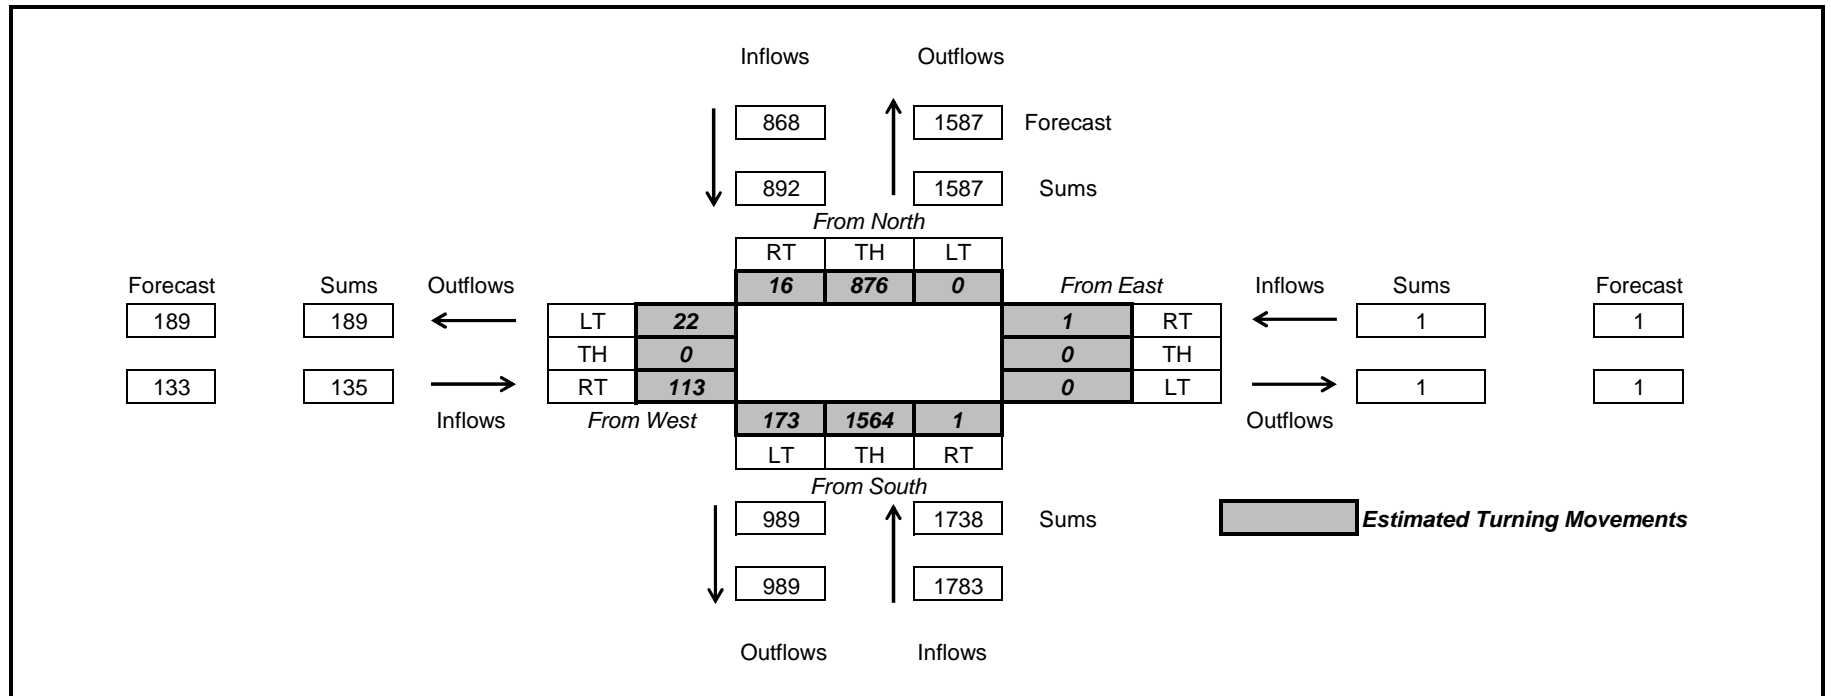 Inflows Outflows
868 1587 Forecast
892 1587 Sums
From North
RT TH LT
Forecast Sums Outflows 16 876 0 From East Inflows Sums Forecast
189 189 LT 22 1 RT 1 1
TH 0 0 TH
133 135 RT 113 0 LT 1 1
Inflows From West 173 1564 1 Outflows
LT TH RT
From South
989 1738 Sums Estimated Turning Movements
989 1783
Outflows Inflows